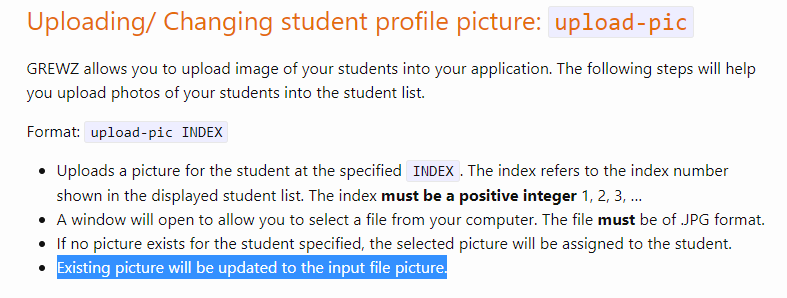 Uploading/ Changing student profile picture: upload-pic
GREWZ allows you to upload image of your students into your application. The following steps will help
you upload photos of your students into the student list.
Format: upload-pic INDEX
• Uploads a picture for the student at the specified INDEX. The index refers to the index number
shown in the displayed student list. The index must be a positive integer 1, 2, 3, ...
• A window will open to allow you to select a file from your computer. The file must be of .JPG format.
• If no picture exists for the student specified, the selected picture will be assigned to the student.
• Existing picture will be updated to the input file picture.